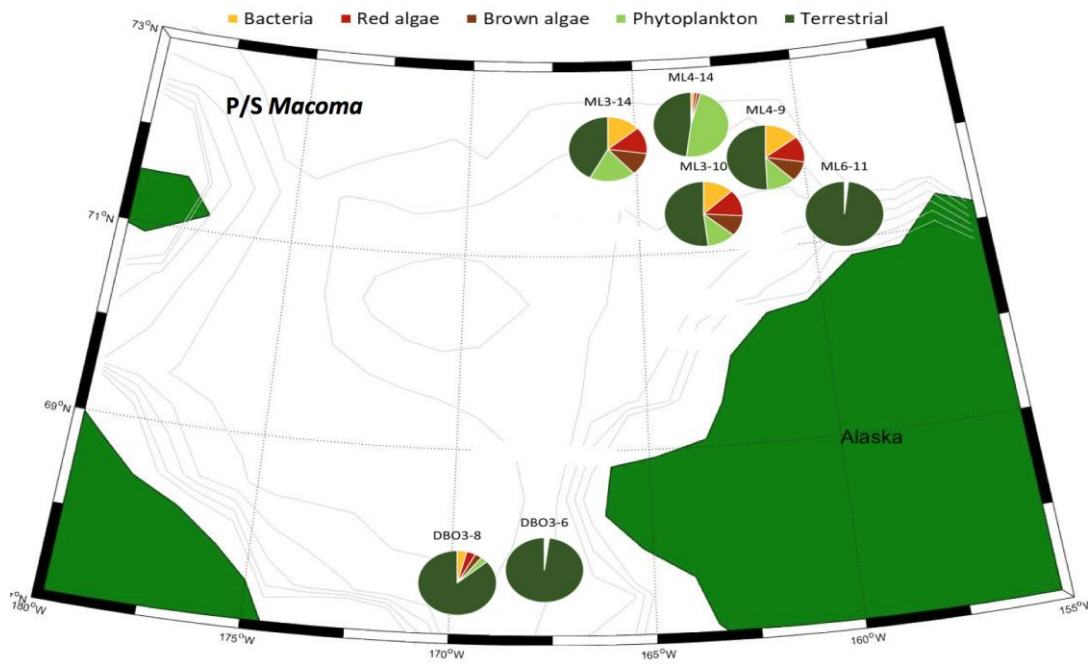 Bacteria Red algae Brown algae Phytoplankton Terrestrial
73°N
P/S Macoma
ML4-14
ML3-14
ML4-9
ML3-10
ML6-11
71°N
69°N
Alaska
DBO3-8
DBO3-6
180°W
175°W
170°W
165°W
160°W
155°W